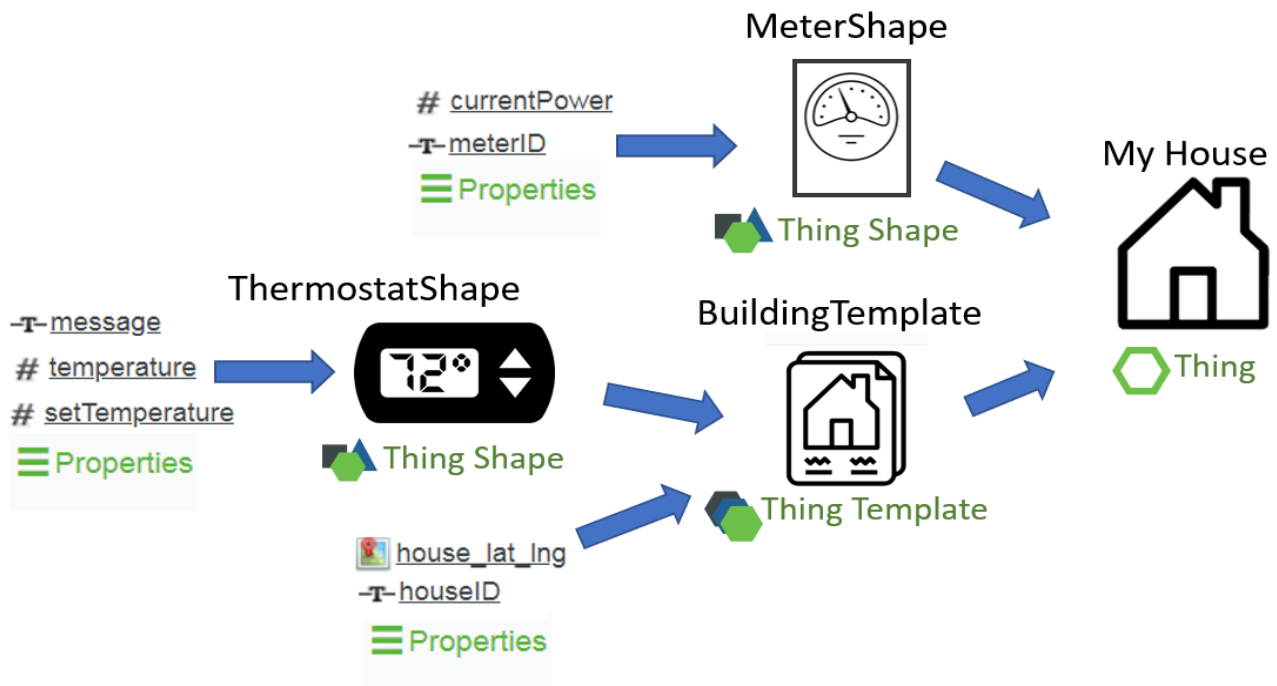 MeterShape
# currentPower
-T- meterID
Properties
Thing Shape
My House
Thing
ThermostatShape
-T- message
# temperature
# setTemperature
Properties
72°
Thing Shape
BuildingTemplate
Thing Template
house_lat_lng
-T- houseID
Properties